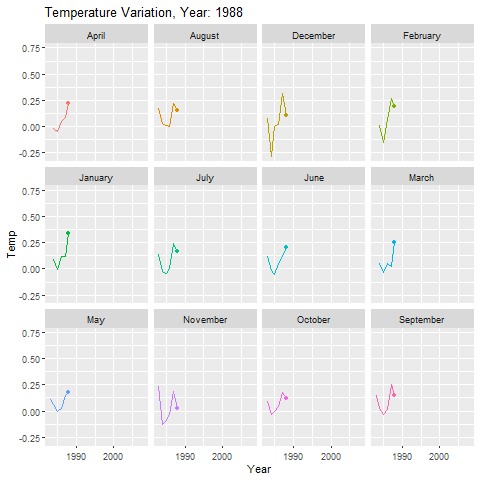 Temperature Variation, Year: 1988
April August December February
0.75
0.50
0.25
0.00
-0.25
January July June March
0.75
0.50
0.25
0.00
-0.25
Temp
May November October September
0.75
0.50
0.25
0.00
-0.25
1990 2000 1990 2000 1990 2000 1990 2000
Year